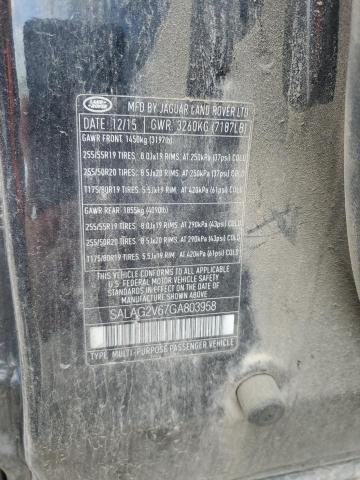 LAND ROVER
MFD BY JAGUAR LAND ROVER LTD
DATE: 12/15 GWR: 3260KG (7187LB)
GAWR FRONT: 1450kg (3197lb)
255/55R19 TIRES: 8.0Jx19 RIMS, AT 250kPa (37psi) COLD
255/50R20 TIRES: 8.5Jx20 RIMS, AT 250kPa (37psi) COLD
T175/80R19 TIRES: 5.5Jx19 RIM, AT 420kPa (61psi) COLD
GAWR REAR: 1855kg (4090lb)
255/55R19 TIRES: 8.0Jx19 RIMS, AT 290kPa (43psi) COLD
255/50R20 TIRES: 8.5Jx20 RIMS, AT 290kPa (43psi) COLD
T175/80R19 TIRES: 5.5Jx19 RIM, AT 420kPa (61psi) COLD
THIS VEHICLE CONFORMS TO ALL APPLICABLE
U.S. FEDERAL MOTOR VEHICLE SAFETY
STANDARDS IN EFFECT ON THE DATE OF
MANUFACTURE SHOWN ABOVE.
SALAG2V67GA803958
TYPE: MULTI-PURPOSE PASSENGER VEHICLE